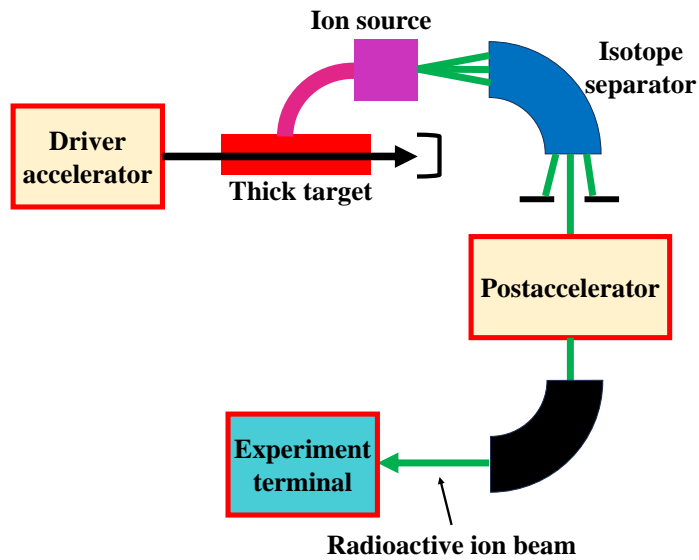 Ion source
Isotope
separator
Driver
accelerator
Thick target
Postaccelerator
Experiment
terminal
Radioactive ion beam